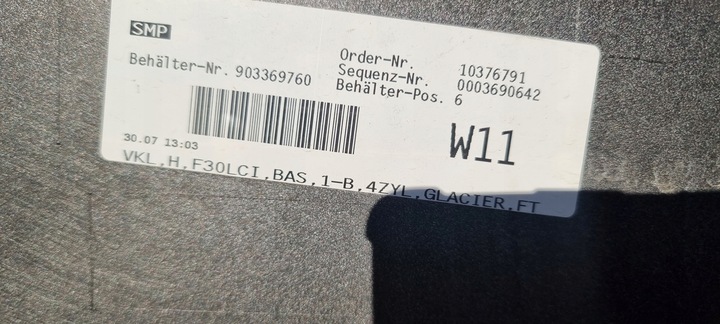 SMP
Behälter-Nr. 903369760
Order-Nr. 10376791
Sequenz-Nr. 0003690642
Behälter-Pos. 6
W11
30.07 13:03
VKL,H,F30LCI,BAS,1-B,4ZYL,GLACIER,FT